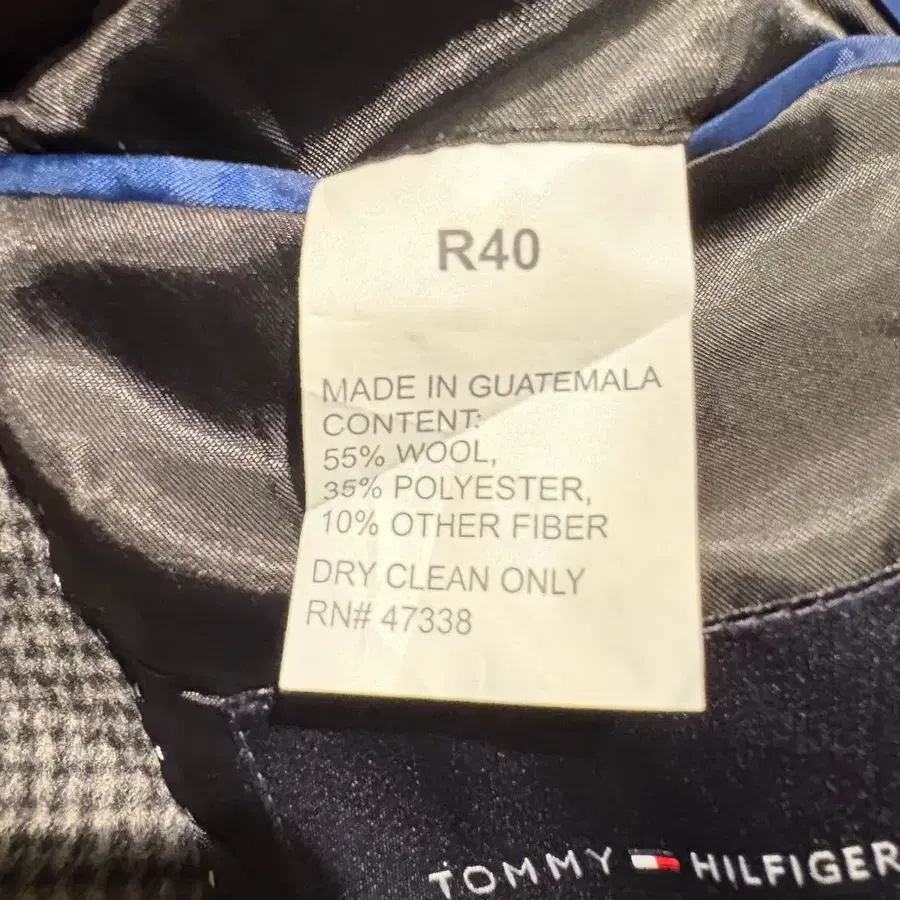 R40
MADE IN GUATEMALA
CONTENT:
55% WOOL,
35% POLYESTER,
10% OTHER FIBER
DRY CLEAN ONLY
RN# 47338
TOMMY HILFIGER